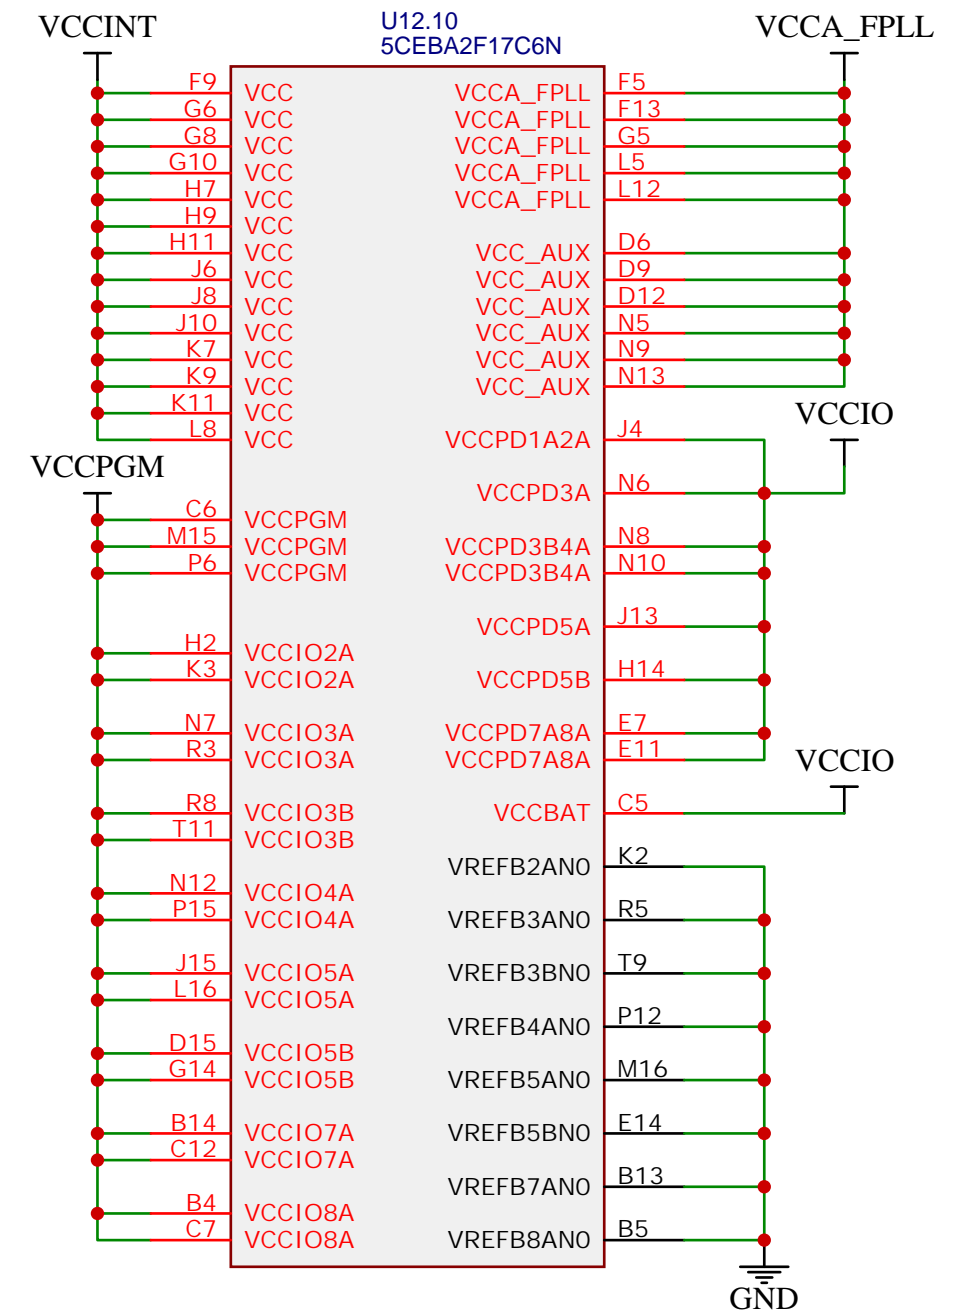 VCCINT
U12.10
5CEBA2F17C6N
VCCA_FPLL
F9 VCC VCCA_FPLL F5
G6 VCC VCCA_FPLL F13
G8 VCC VCCA_FPLL G5
G10 VCC VCCA_FPLL L5
H7 VCC VCCA_FPLL L12
H9 VCC
H11 VCC VCC_AUX D6
J6 VCC VCC_AUX D9
J8 VCC VCC_AUX D12
J10 VCC VCC_AUX N5
K7 VCC VCC_AUX N9
K9 VCC VCC_AUX N13
K11 VCC VCCIO
L8 VCC VCCPD1A2A J4
VCCPGM
VCCPD3A N6
C6 VCCPGM
M15 VCCPGM VCCPD3B4A N8
P6 VCCPGM VCCPD3B4A N10
VCCPD5A J13
H2 VCCIO2A
K3 VCCIO2A VCCPD5B H14
N7 VCCIO3A VCCPD7A8A E7
R3 VCCIO3A VCCPD7A8A E11
VCCIO
R8 VCCIO3B VCCBAT C5
T11 VCCIO3B
VREFB2AN0 K2
N12 VCCIO4A
P15 VCCIO4A VREFB3AN0 R5
J15 VCCIO5A VREFB3BN0 T9
L16 VCCIO5A
VREFB4AN0 P12
D15 VCCIO5B
G14 VCCIO5B VREFB5AN0 M16
B14 VCCIO7A VREFB5BN0 E14
C12 VCCIO7A
VREFB7AN0 B13
B4 VCCIO8A
C7 VCCIO8A VREFB8AN0 B5
GND